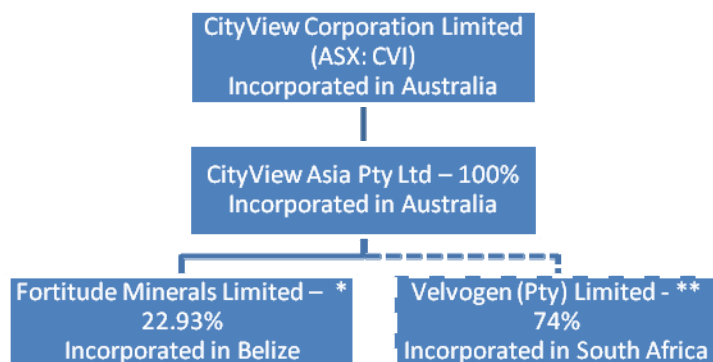 CityView Corporation Limited
(ASX: CVI)
Incorporated in Australia
CityView Asia Pty Ltd – 100%
Incorporated in Australia
Fortitude Minerals Limited – *
22.93%
Incorporated in Belize
Velvogen (Pty) Limited - **
74%
Incorporated in South Africa